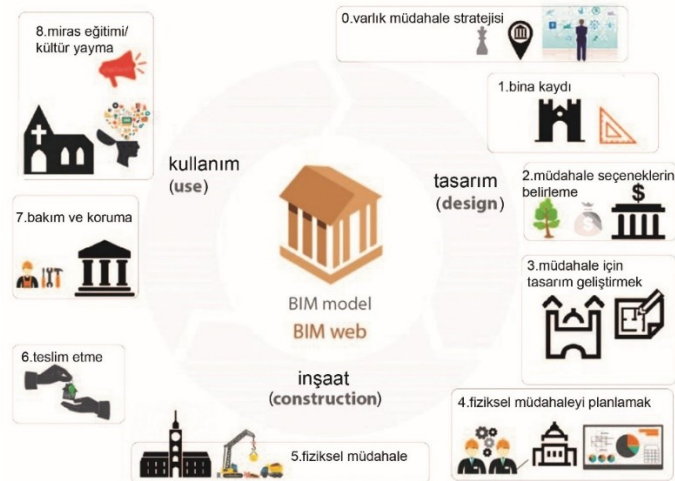 0.varlık müdahale stratejisi
1.bina kaydı
2.müdahale seçeneklerin
belirleme
$
3.müdahale için
tasarım geliştirmek
4.fiziksel müdahaleyi planlamak
5.fiziksel müdahale
6.teslim etme
7.bakım ve koruma
8.miras eğitimi/
kültür yayma
kullanım
(use)
tasarım
(design)
inşaat
(construction)
BIM model
BIM web